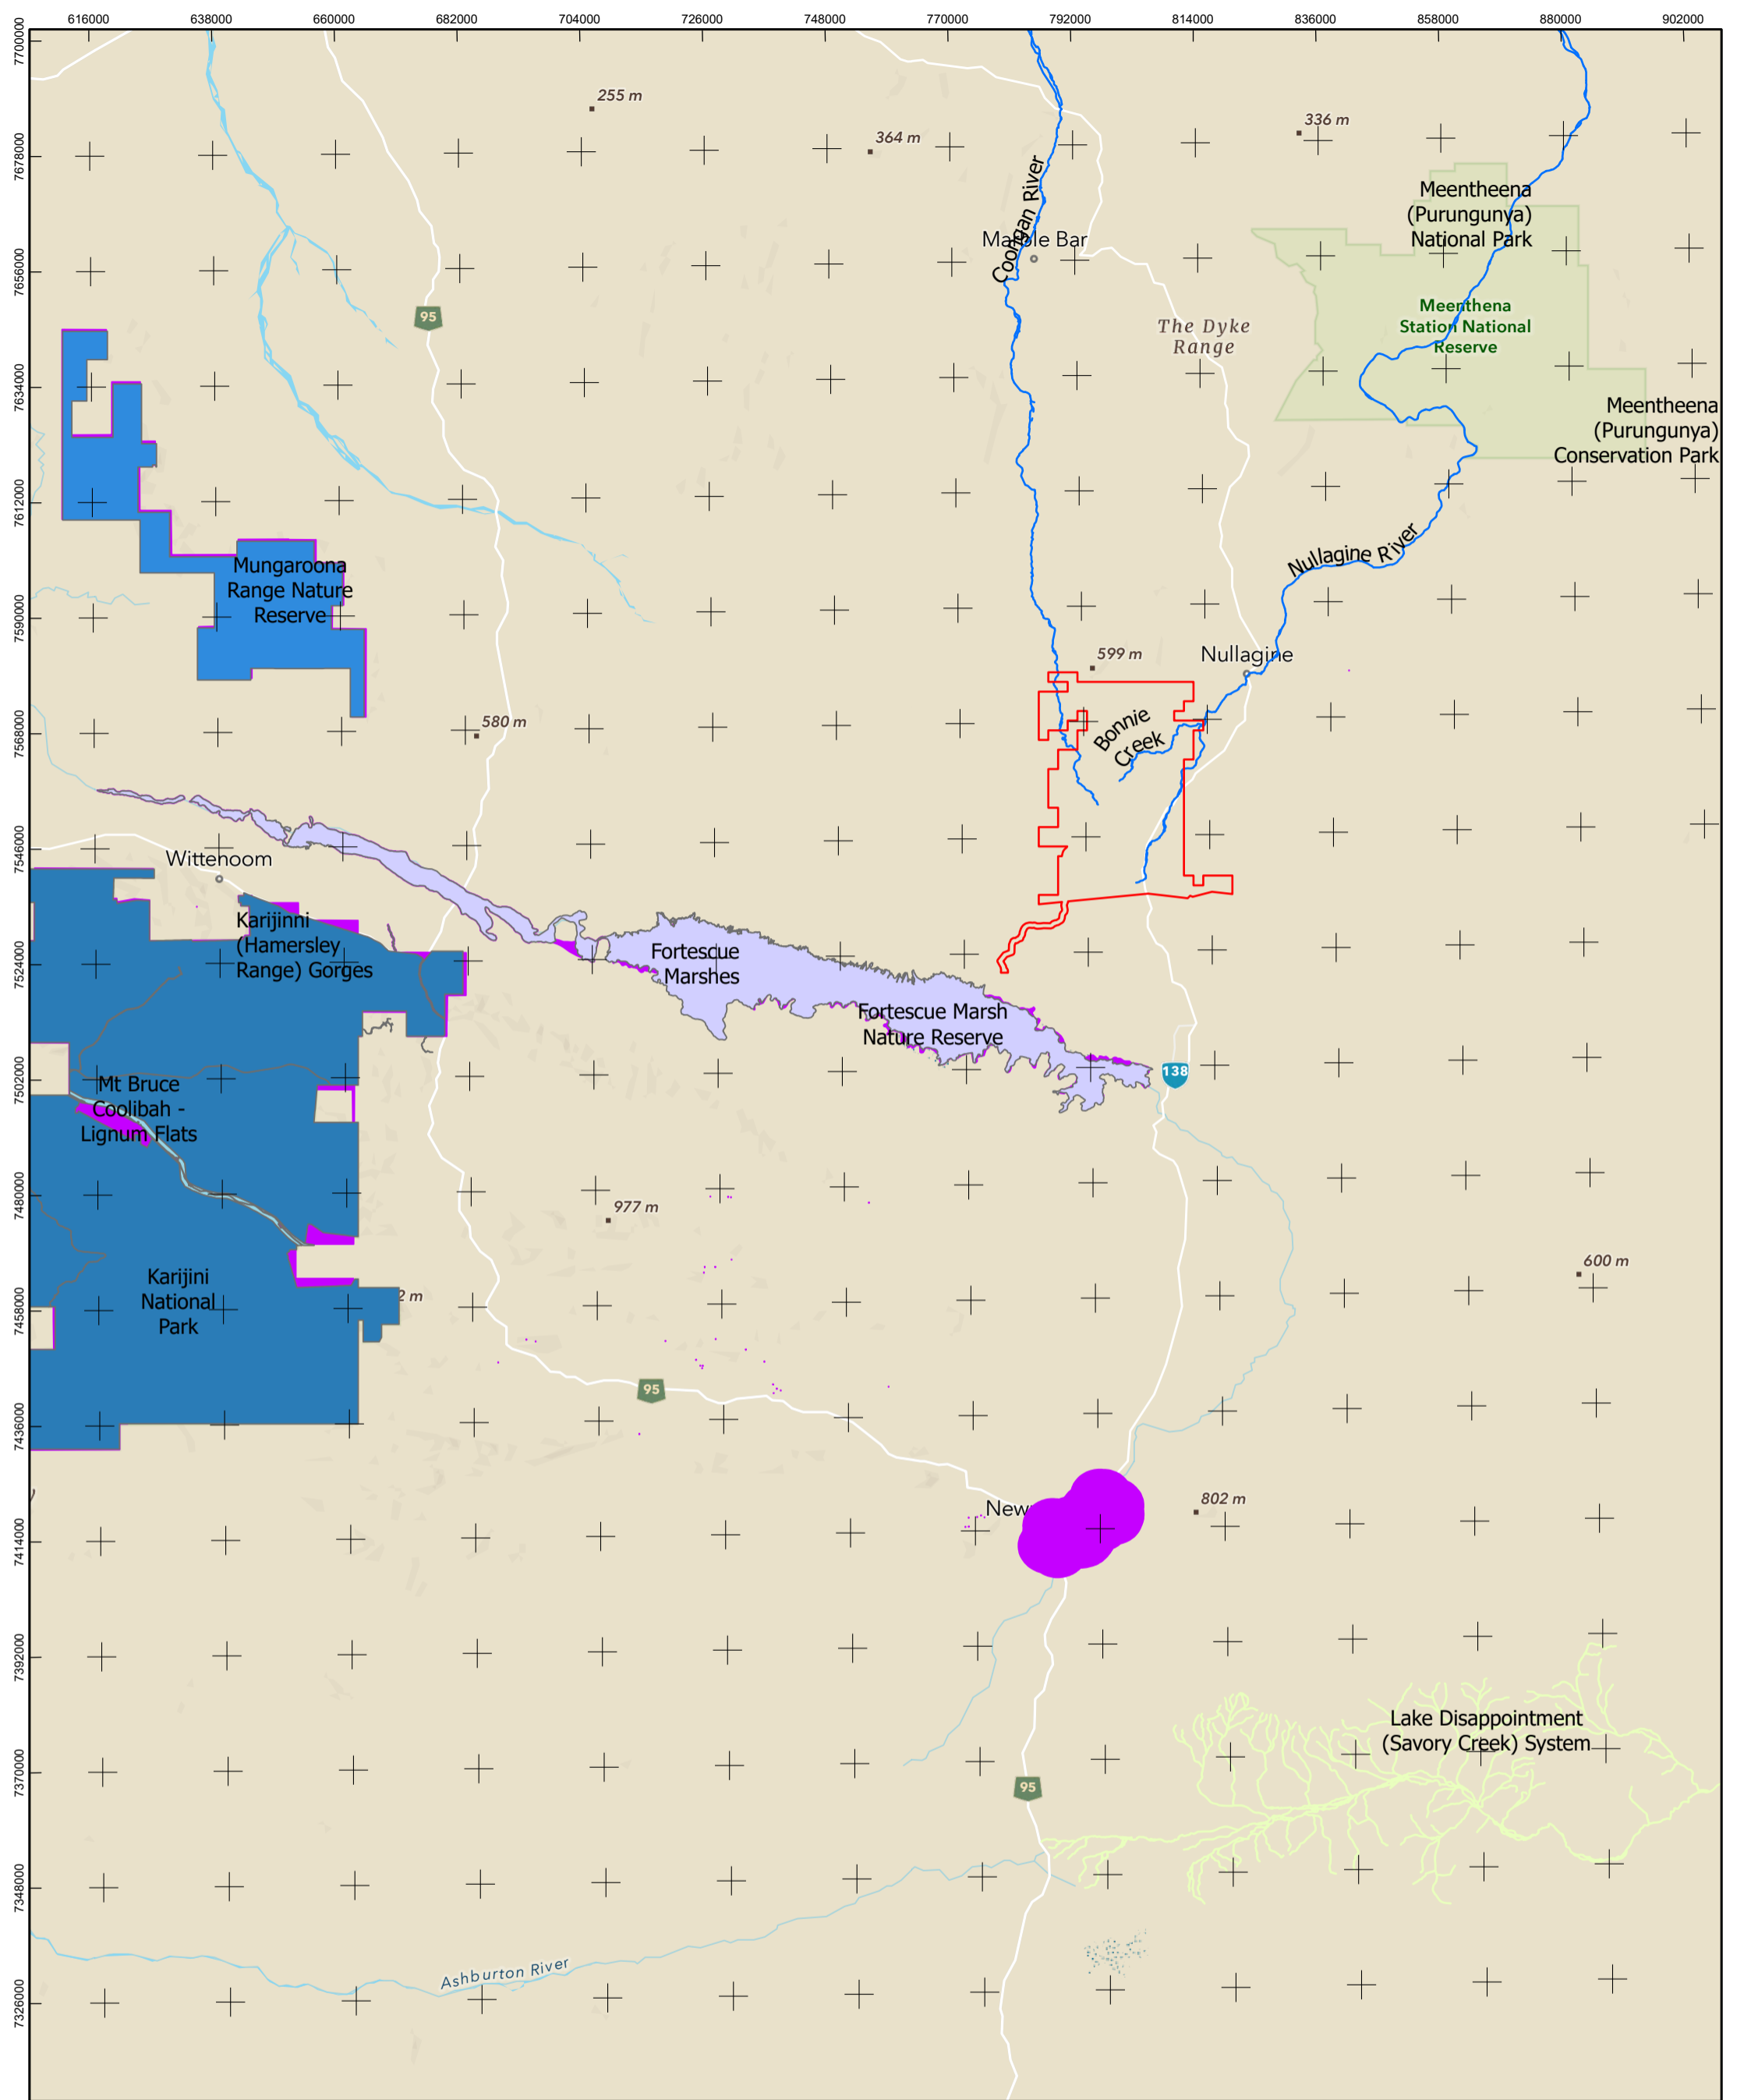 616000 638000 660000 682000 704000 726000 748000 770000 792000 814000 836000 858000 880000 902000
7700000
7678000
7656000
7634000
7612000
7590000
7568000
7546000
7524000
7502000
7480000
7458000
7436000
7414000
7392000
7370000
7348000
7326000
255 m
364 m
336 m
Coongan River
Marble Bar
Meentheena
(Purungunya)
National Park
Meenthena
Station National
Reserve
The Dyke
Range
95
Meentheena
(Purungunya)
Conservation Park
Nullagine River
Mungaroona
Range Nature
Reserve
599 m
Nullagine
580 m
Bonnie
Creek
Wittenoom
Karijinni
(Hamersley
Range) Gorges
Fortescue
Marshes
Fortescue Marsh
Nature Reserve
138
Mt Bruce
Coolibah -
Lignum Flats
977 m
600 m
Karijini
National
Park
2 m
95
New
802 m
Lake Disappointment
(Savory Creek) System
95
Ashburton River